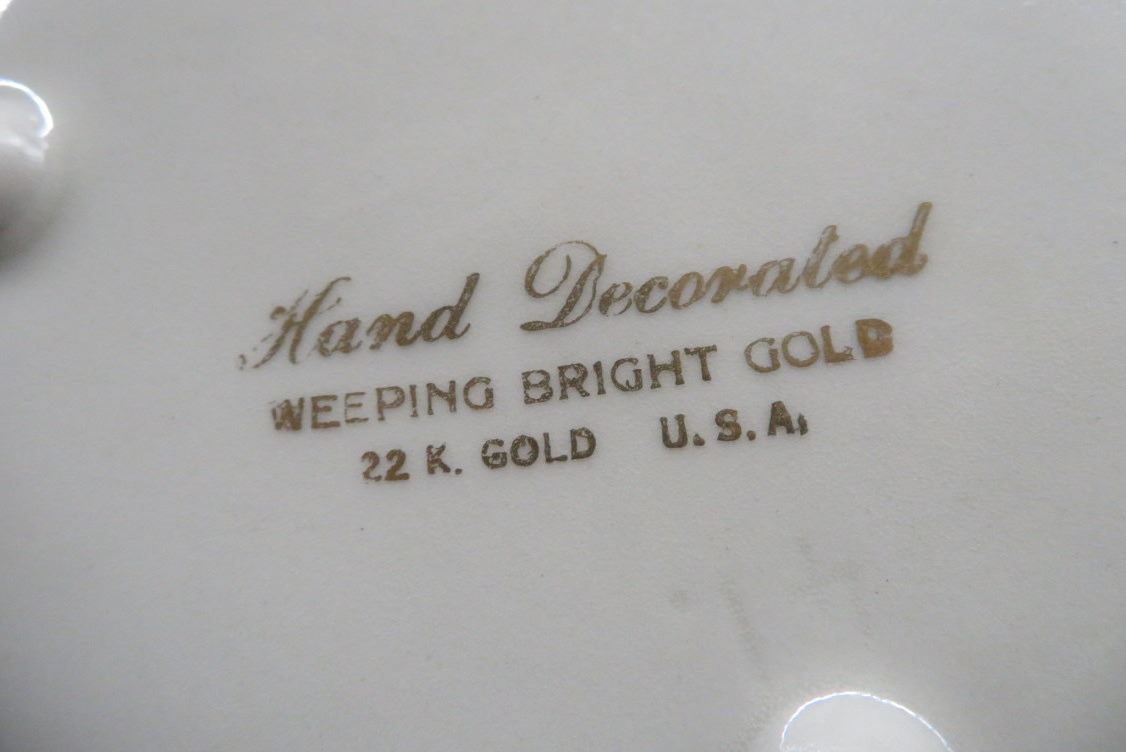 Hand Decorated
WEEPING BRIGHT GOLD
22 K. GOLD U.S.A.